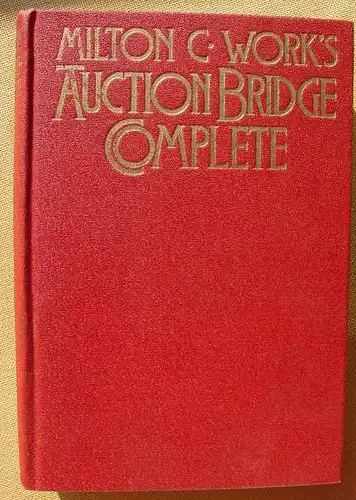 MILTON C. WORK'S
AUCTION BRIDGE
COMPLETE